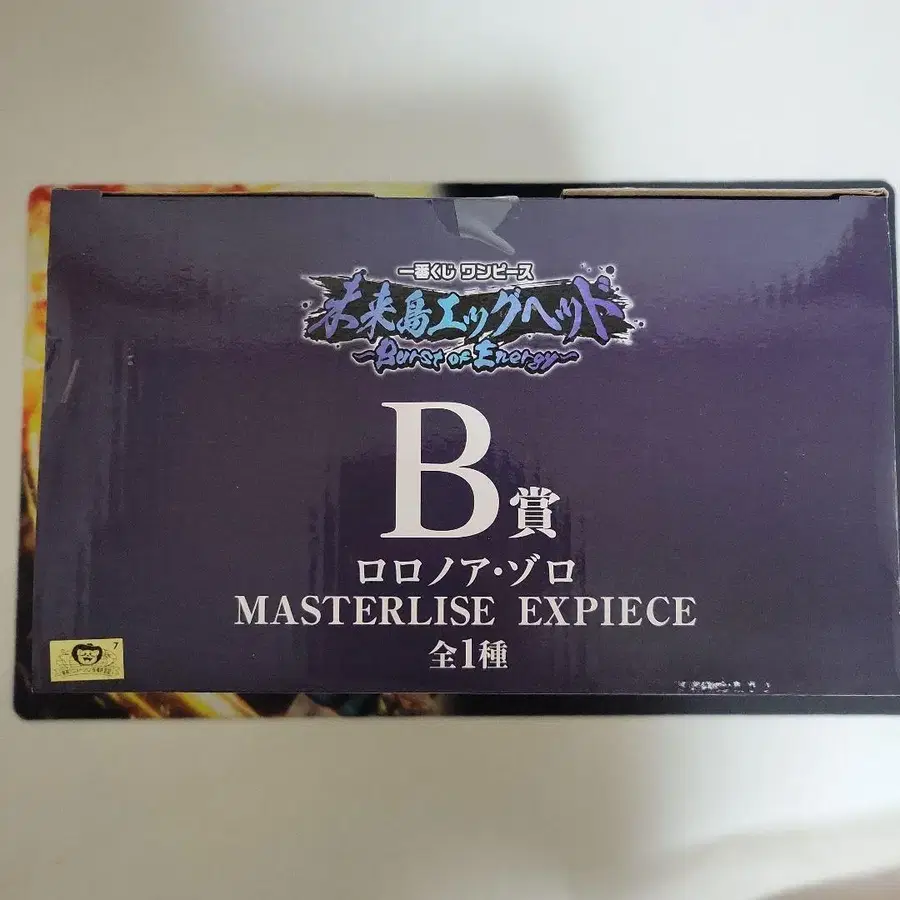 一番くじ ワンピース
未来島エッグヘッド
~Burst of Energy~
B賞
ロロノア・ゾロ
MASTERLISE EXPIECE
全1種
7